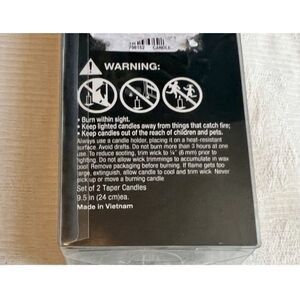 CANDLE
WARNING:
• Burn within sight.
• Keep lighted candles away from things that catch fire;
• Keep candles out of the reach of children and pets.
Always use a candle holder, placing it on a heat-resistant
surface. Avoid drafts. Do not burn more than 3 hours at one
use. To reduce sooting, trim wick to ¼" (6 mm) prior to
lighting. Do not allow wick trimmings to accumulate in wax
pool. Remove packaging before burning. If flame gets too
large, extinguish, allow candle to cool and trim wick. Never
pick up or move a burning candle
Set of 2 Taper Candles
9.5 in (24 cm)ea.
Made in Vietnam